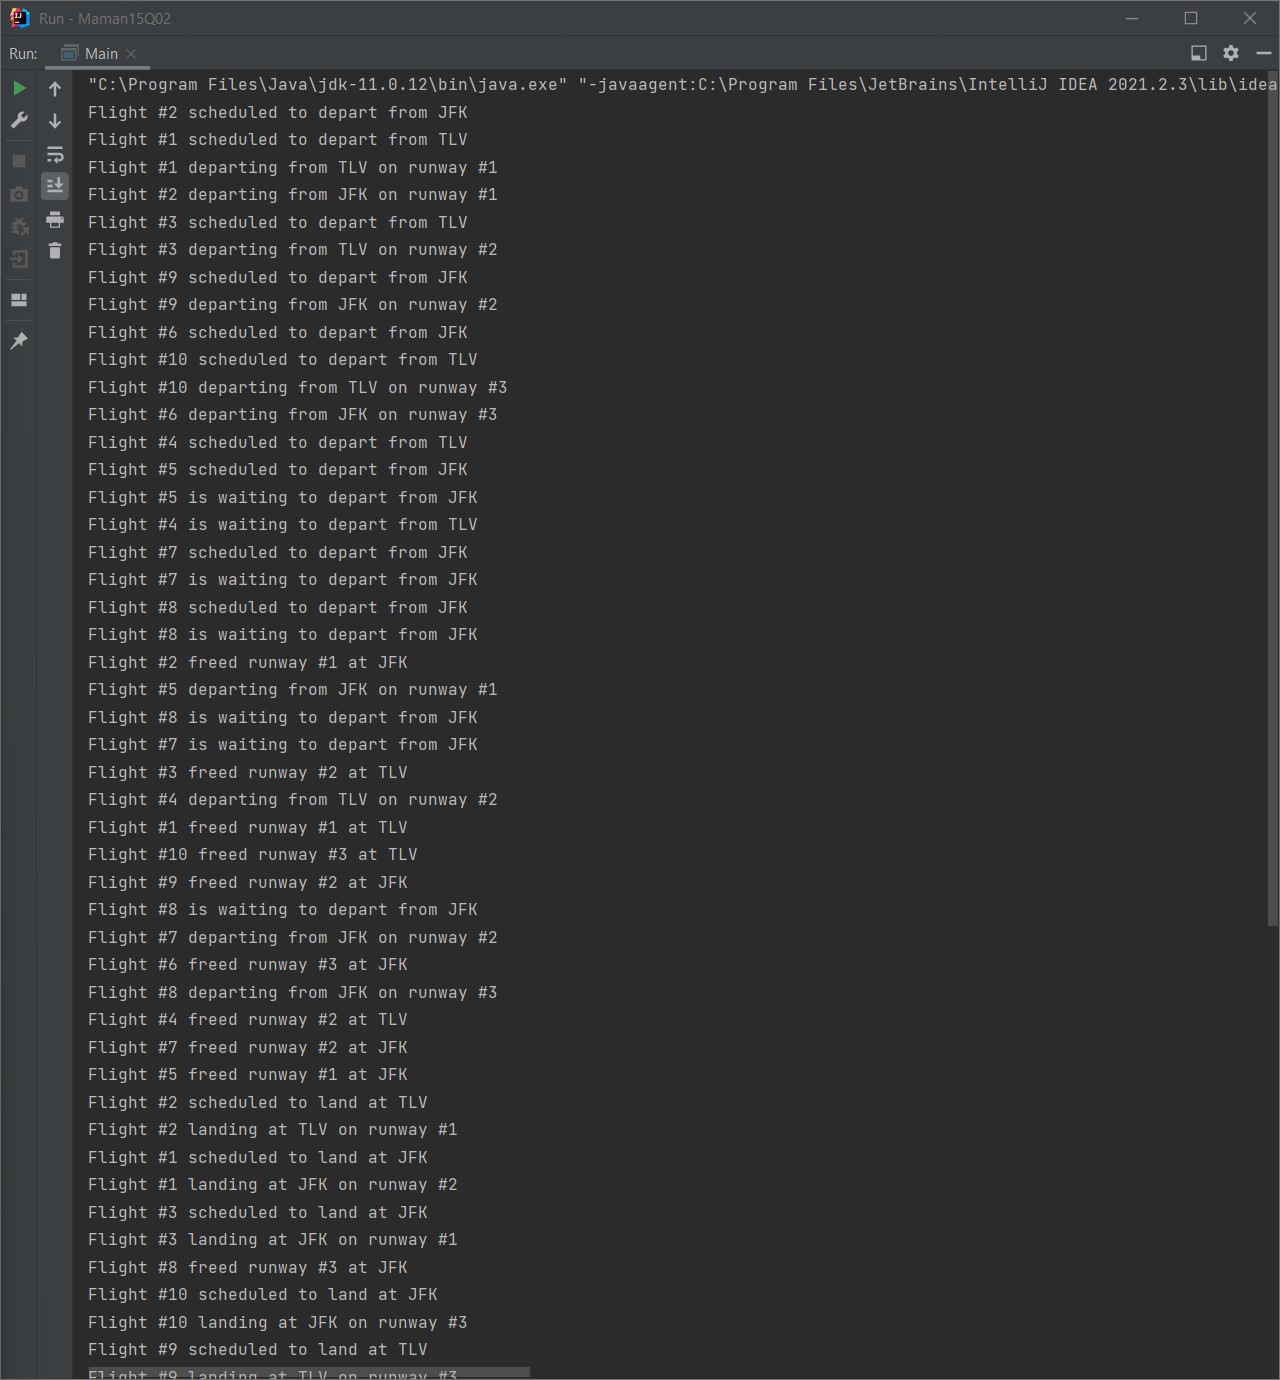 Run - Maman15Q02
Run: Main
"C:\Program Files\Java\jdk-11.0.12\bin\java.exe" "-javaagent:C:\Program Files\JetBrains\IntelliJ IDEA 2021.2.3\lib\idea
Flight #2 scheduled to depart from JFK
Flight #1 scheduled to depart from TLV
Flight #1 departing from TLV on runway #1
Flight #2 departing from JFK on runway #1
Flight #3 scheduled to depart from TLV
Flight #3 departing from TLV on runway #2
Flight #9 scheduled to depart from JFK
Flight #9 departing from JFK on runway #2
Flight #6 scheduled to depart from JFK
Flight #10 scheduled to depart from TLV
Flight #10 departing from TLV on runway #3
Flight #6 departing from JFK on runway #3
Flight #4 scheduled to depart from TLV
Flight #5 scheduled to depart from JFK
Flight #5 is waiting to depart from JFK
Flight #4 is waiting to depart from TLV
Flight #7 scheduled to depart from JFK
Flight #7 is waiting to depart from JFK
Flight #8 scheduled to depart from JFK
Flight #8 is waiting to depart from JFK
Flight #2 freed runway #1 at JFK
Flight #5 departing from JFK on runway #1
Flight #8 is waiting to depart from JFK
Flight #7 is waiting to depart from JFK
Flight #3 freed runway #2 at TLV
Flight #4 departing from TLV on runway #2
Flight #1 freed runway #1 at TLV
Flight #10 freed runway #3 at TLV
Flight #9 freed runway #2 at JFK
Flight #8 is waiting to depart from JFK
Flight #7 departing from JFK on runway #2
Flight #6 freed runway #3 at JFK
Flight #8 departing from JFK on runway #3
Flight #4 freed runway #2 at TLV
Flight #7 freed runway #2 at JFK
Flight #5 freed runway #1 at JFK
Flight #2 scheduled to land at TLV
Flight #2 landing at TLV on runway #1
Flight #1 scheduled to land at JFK
Flight #1 landing at JFK on runway #2
Flight #3 scheduled to land at JFK
Flight #3 landing at JFK on runway #1
Flight #8 freed runway #3 at JFK
Flight #10 scheduled to land at JFK
Flight #10 landing at JFK on runway #3
Flight #9 scheduled to land at TLV
Flight #9 landing at TLV on runway #3